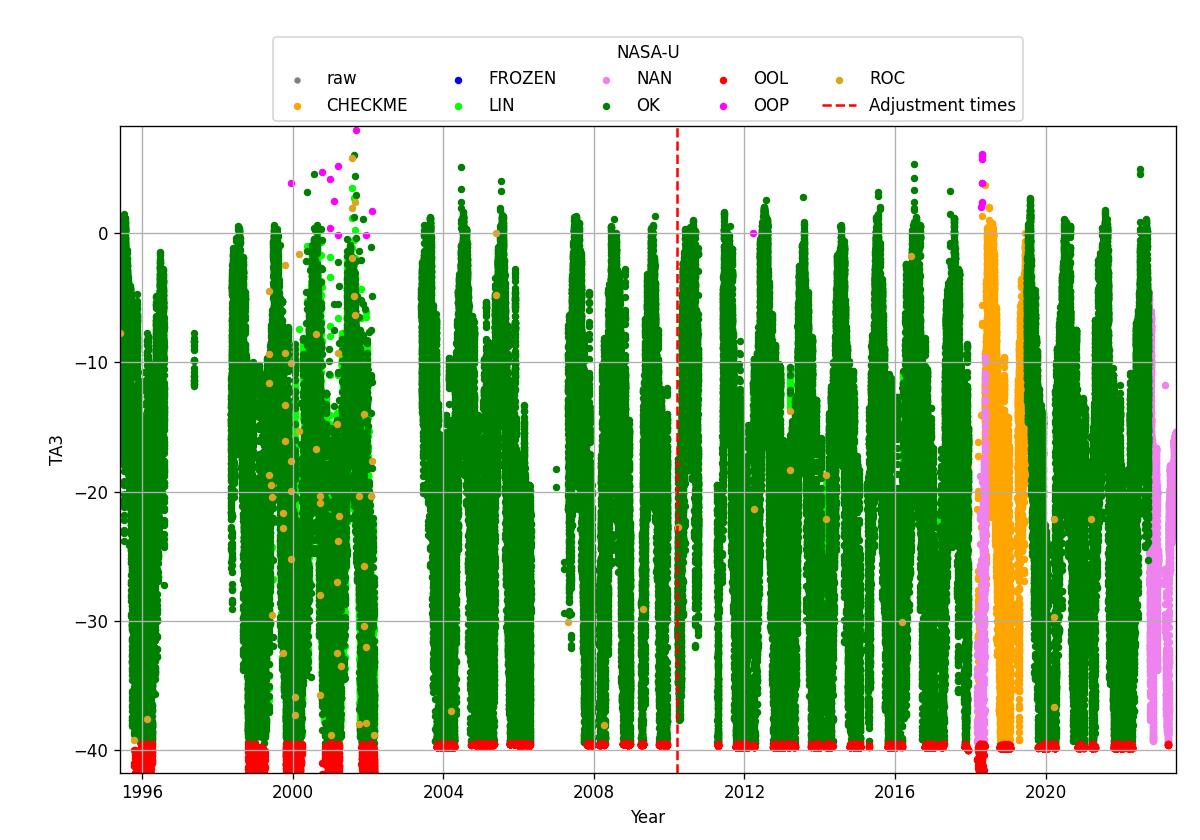 NASA-U
raw FROZEN NAN OOL ROC
CHECKME LIN OK OOP Adjustment times
TA3
0
−10
−20
−30
−40
1996 2000 2004 2008 2012 2016 2020
Year